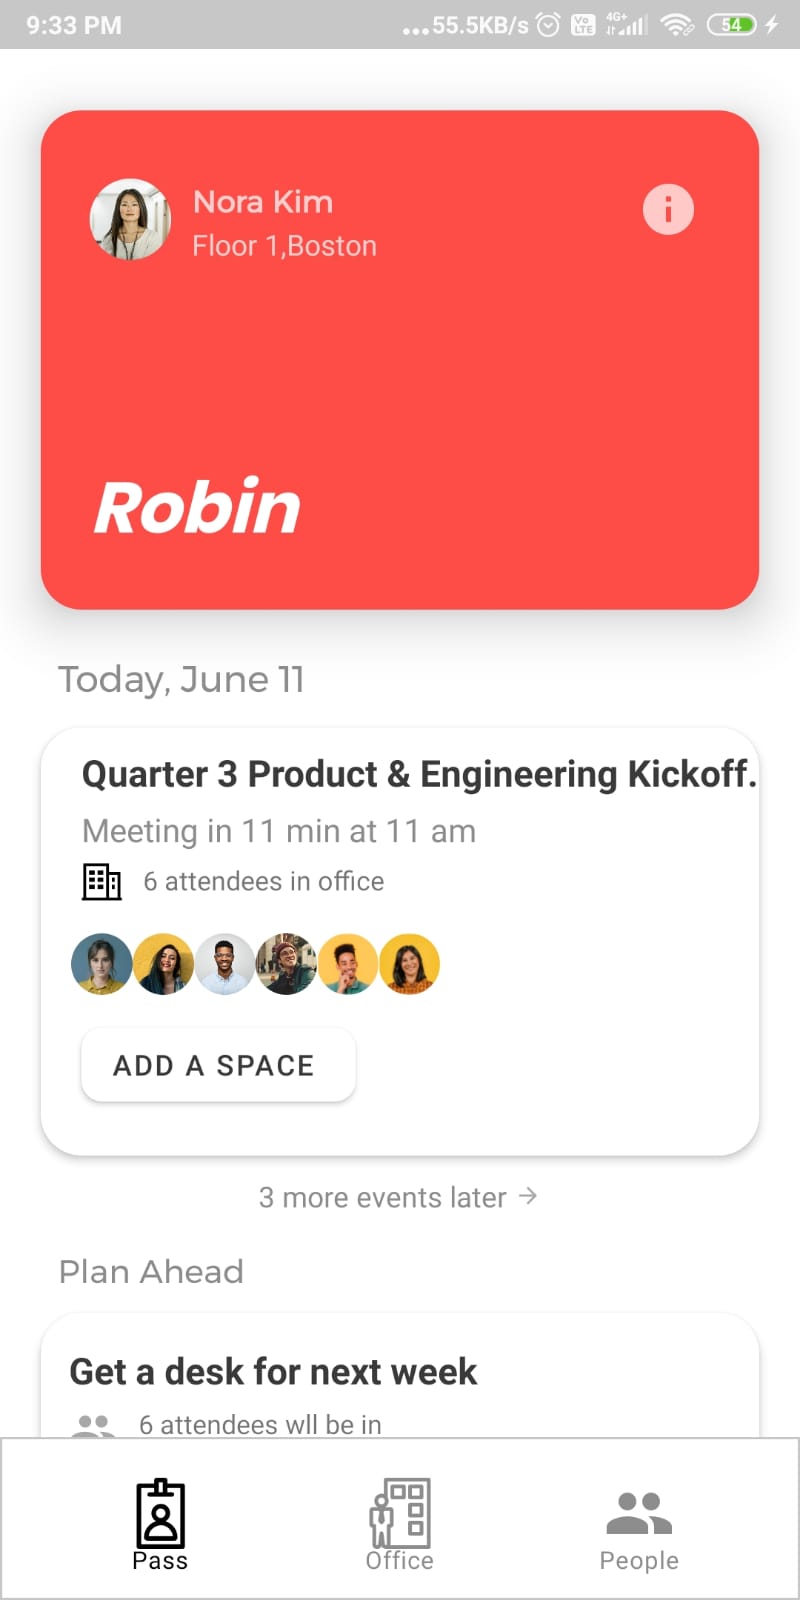 9:33 PM ...55.5KB/s Vo LTE 4G+ 54
Nora Kim
Floor 1,Boston
Robin
Today, June 11
Quarter 3 Product & Engineering Kickoff.
Meeting in 11 min at 11 am
6 attendees in office
ADD A SPACE
3 more events later →
Plan Ahead
Get a desk for next week
6 attendees wll be in
Pass
Office
People